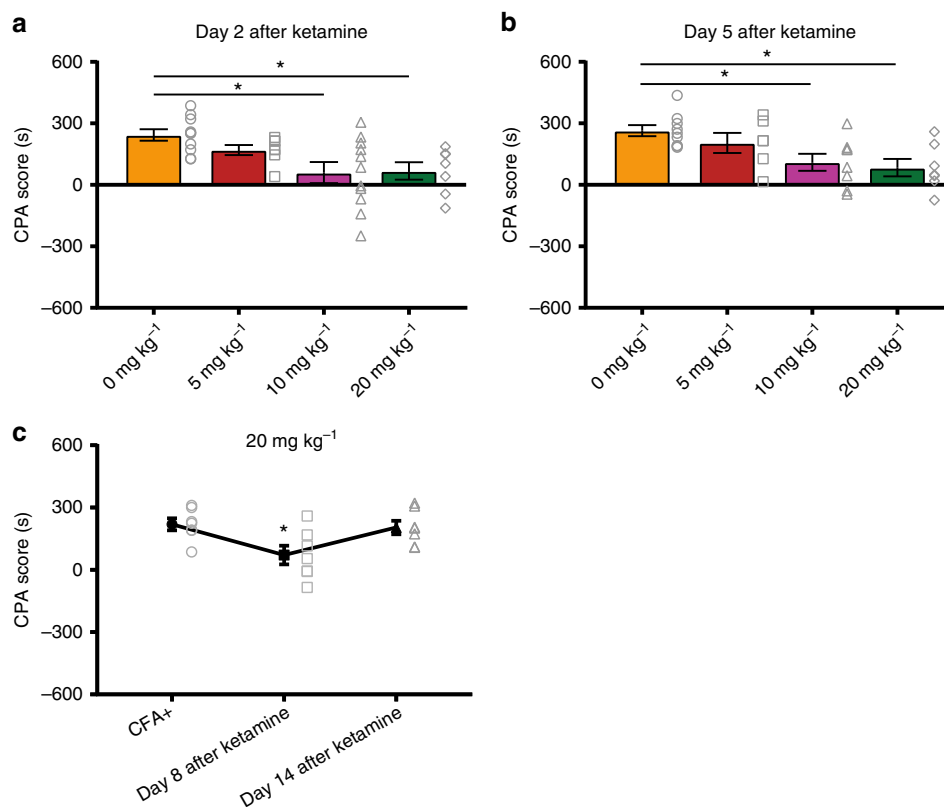 a
Day 2 after ketamine
600
300
0
–300
–600
CPA score (s)
*
*
0 mg kg⁻¹
5 mg kg⁻¹
10 mg kg⁻¹
20 mg kg⁻¹
b
Day 5 after ketamine
600
300
0
–300
–600
CPA score (s)
*
*
0 mg kg⁻¹
5 mg kg⁻¹
10 mg kg⁻¹
20 mg kg⁻¹
c
20 mg kg⁻¹
600
300
0
–300
–600
CPA score (s)
*
CFA+
Day 8 after ketamine
Day 14 after ketamine